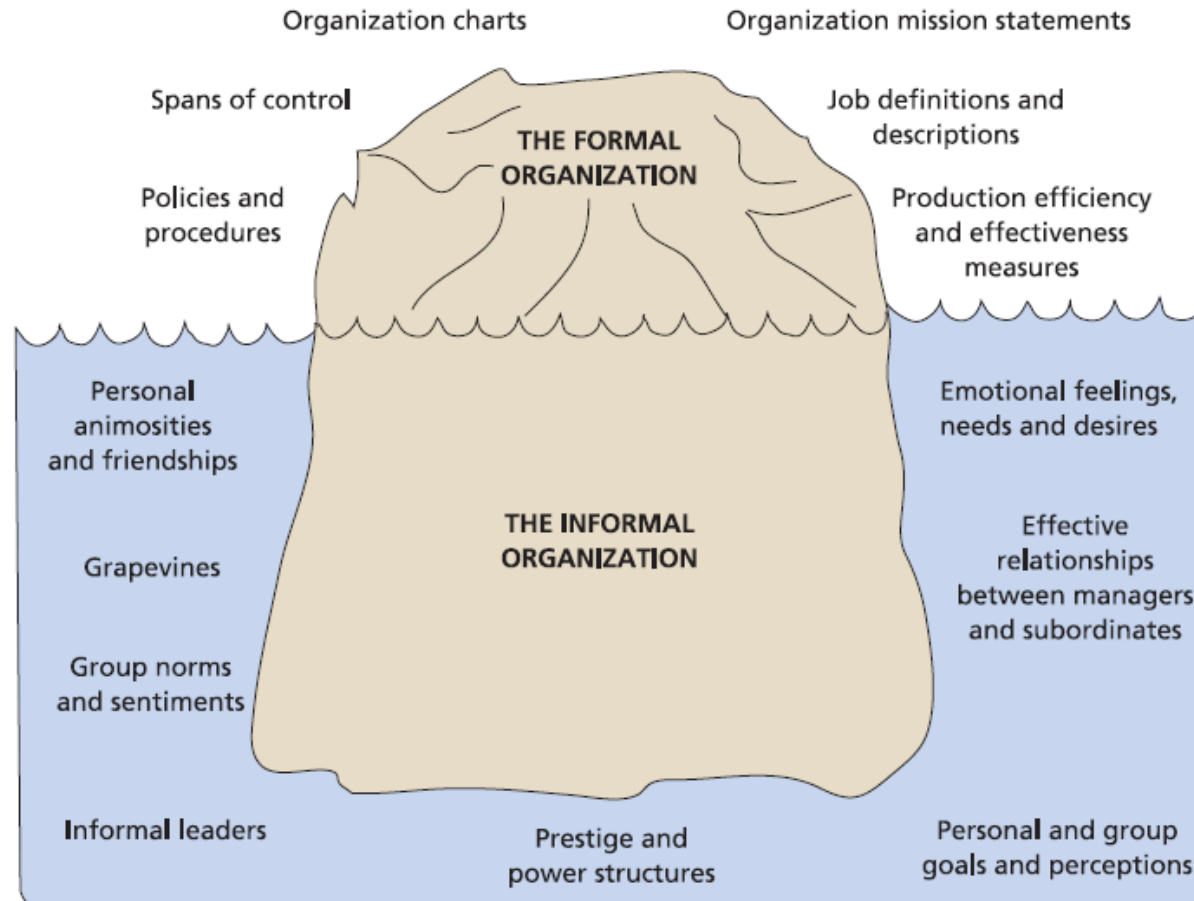 Organization charts
Organization mission statements
Spans of control
Job definitions and
descriptions
THE FORMAL
ORGANIZATION
Policies and
procedures
Production efficiency
and effectiveness
measures
Personal
animosities
and friendships
Emotional feelings,
needs and desires
THE INFORMAL
ORGANIZATION
Grapevines
Effective
relationships
between managers
and subordinates
Group norms
and sentiments
Informal leaders
Prestige and
power structures
Personal and group
goals and perceptions